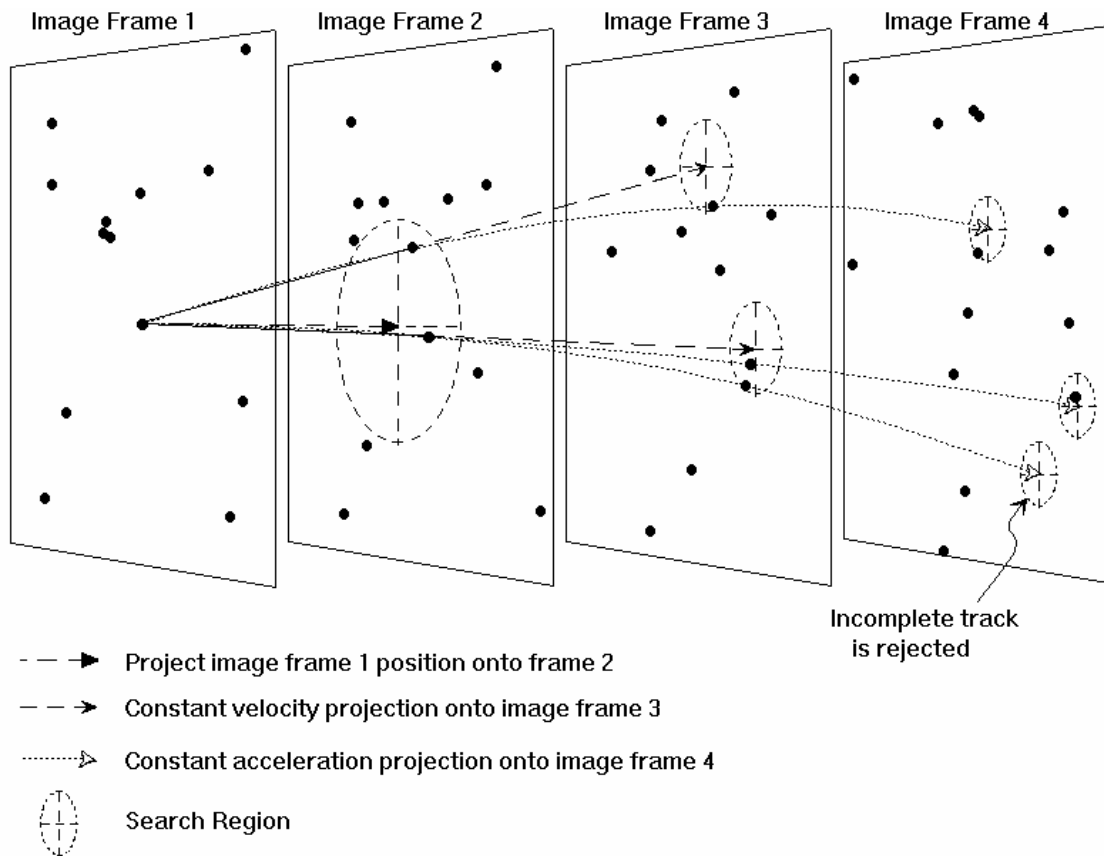 Image Frame 1
Image Frame 2
Image Frame 3
Image Frame 4
Incomplete track
is rejected
Project image frame 1 position onto frame 2
Constant velocity projection onto image frame 3
Constant acceleration projection onto image frame 4
Search Region